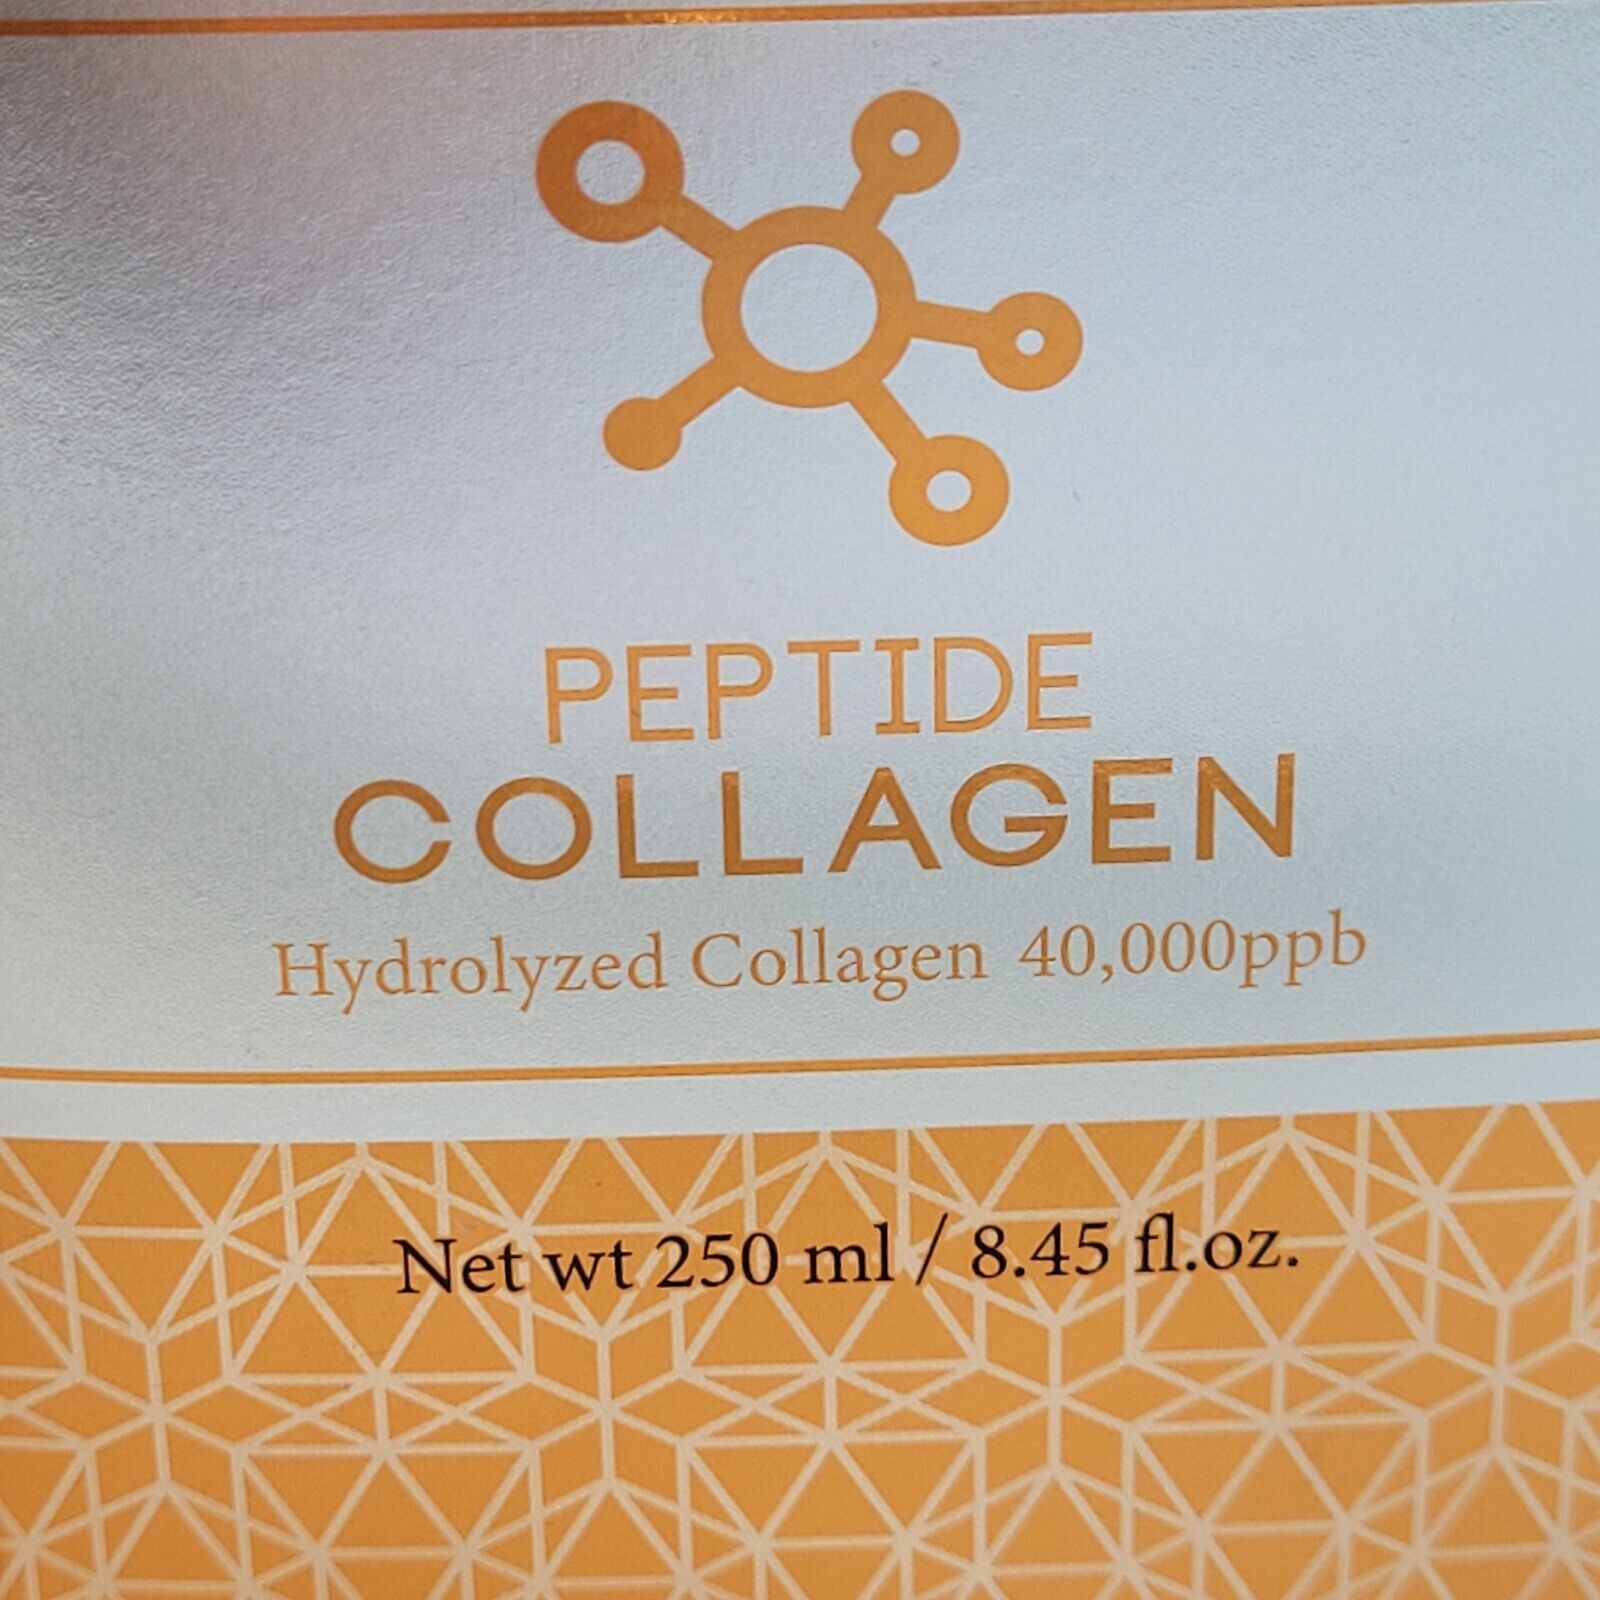 PEPTIDE
COLLAGEN
Hydrolyzed Collagen 40,000ppb
Net wt 250 ml / 8.45 fl.oz.